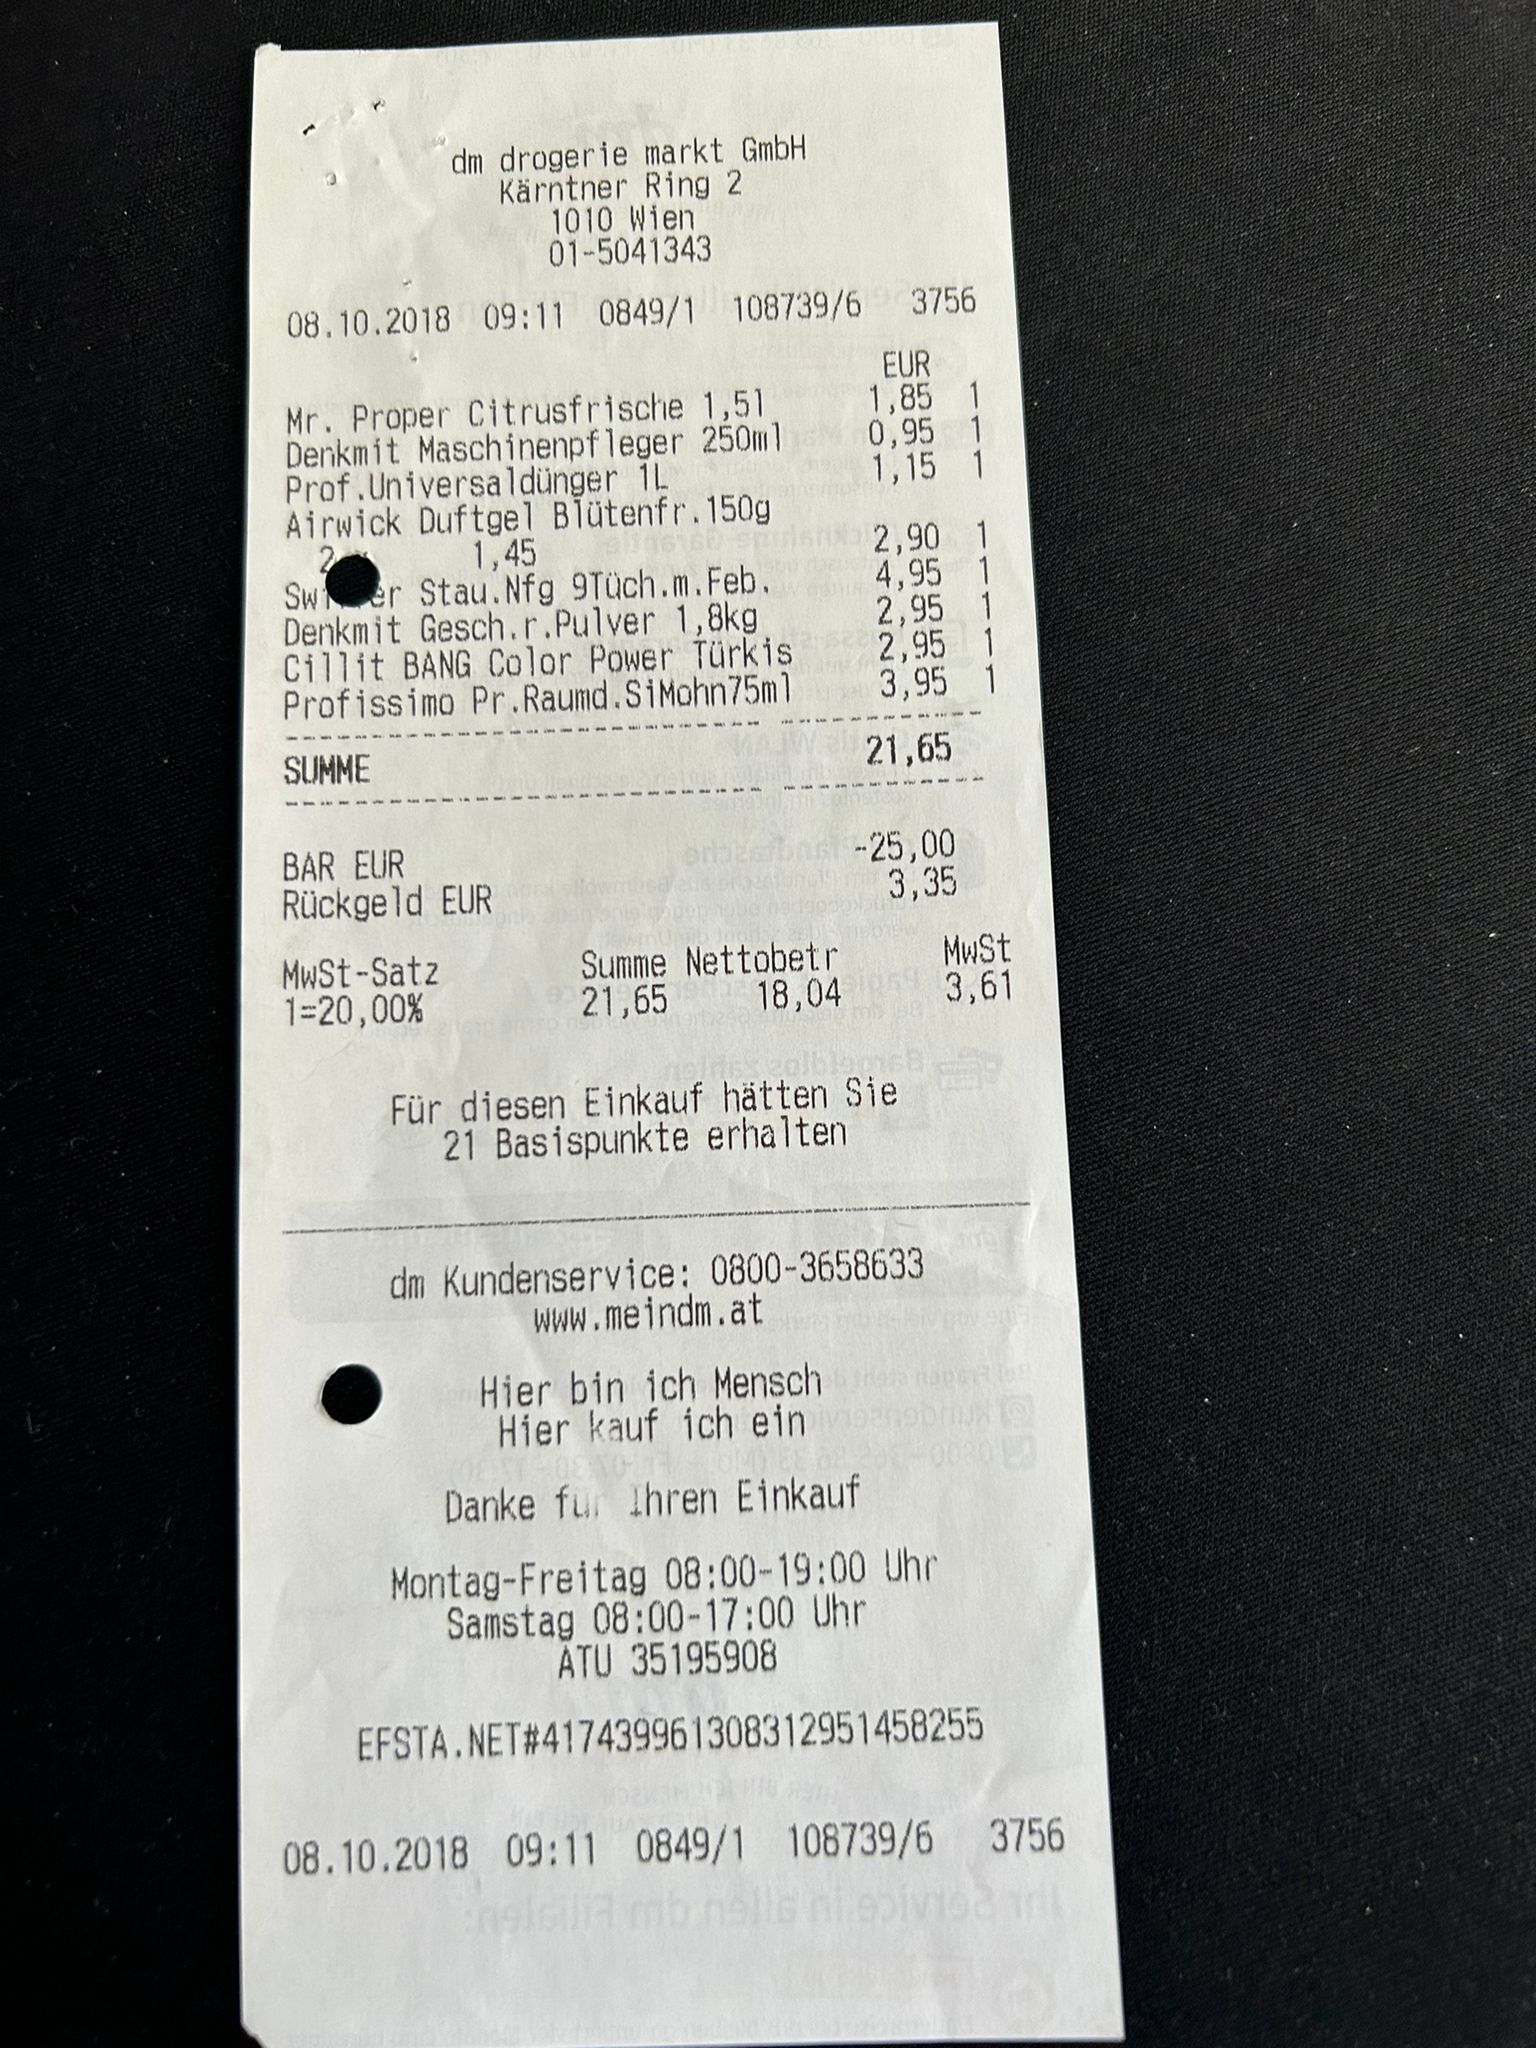 dm drogerie markt GmbH
Kärntner Ring 2
1010 Wien
01-5041343
08.10.2018 09:11 0849/1 108739/6 3756
EUR
Mr. Proper Citrusfrische 1,5l 1,85 1
Denkmit Maschinenpfleger 250ml 0,95 1
Prof.Universaldünger 1L 1,15 1
Airwick Duftgel Blütenfr.150g
2 1,45 2,90 1
Stau.Nfg 9Tüch.m.Feb. 4,95 1
Denkmit Gesch.r.Pulver 1,8kg 2,95 1
Cillit BANG Color Power Türkis 2,95 1
Profissimo Pr.Raumd.SiMohn75ml 3,95 1
SUMME 21,65
BAR EUR -25,00
Rückgeld EUR 3,35
MwSt-Satz Summe Nettobetr MwSt
1=20,00% 21,65 18,04 3,61
Für diesen Einkauf hätten Sie
21 Basispunkte erhalten
dm Kundenservice: 0800-3658633
www.meindm.at
Hier bin ich Mensch
Hier kauf ich ein
Danke für Ihren Einkauf
Montag-Freitag 08:00-19:00 Uhr
Samstag 08:00-17:00 Uhr
ATU 35195908
EFSTA.NET#417439961308312951458255
08.10.2018 09:11 0849/1 108739/6 3756